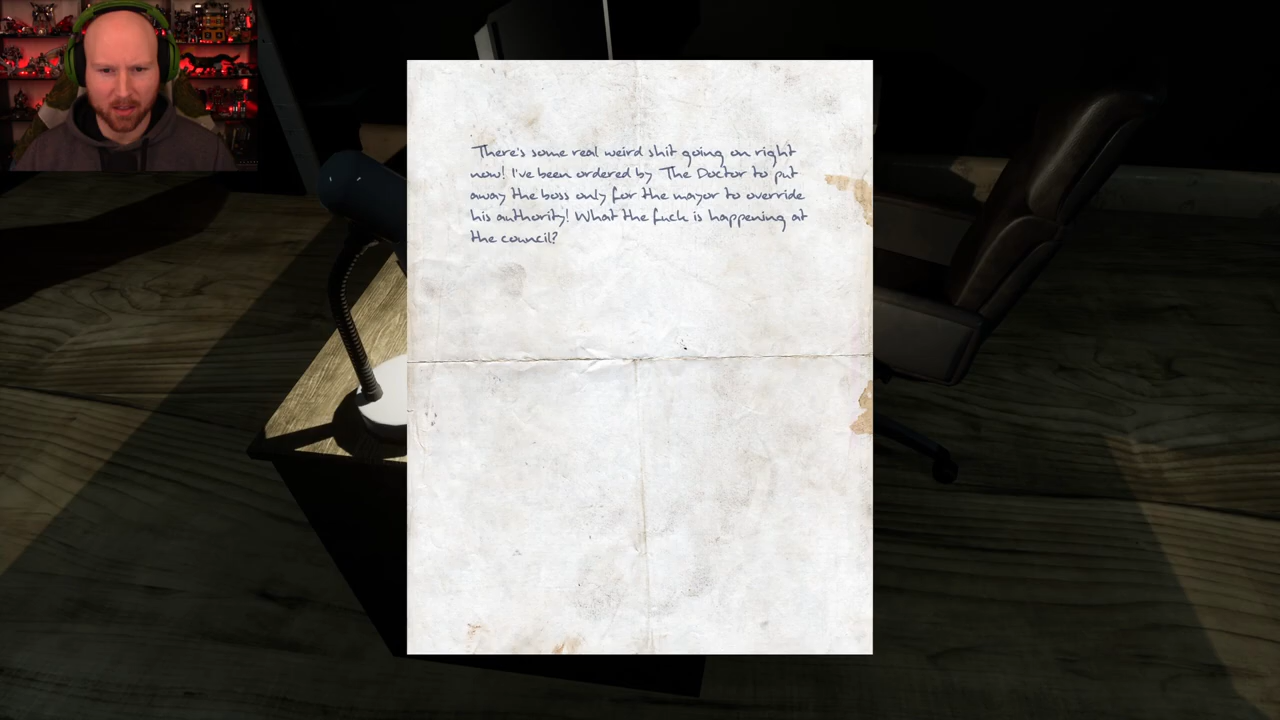 There's some real weird shit going on right
now! I've been ordered by The Doctor to put
away the boss only for the mayor to override
his authority! What the fuck is happening at
the council?